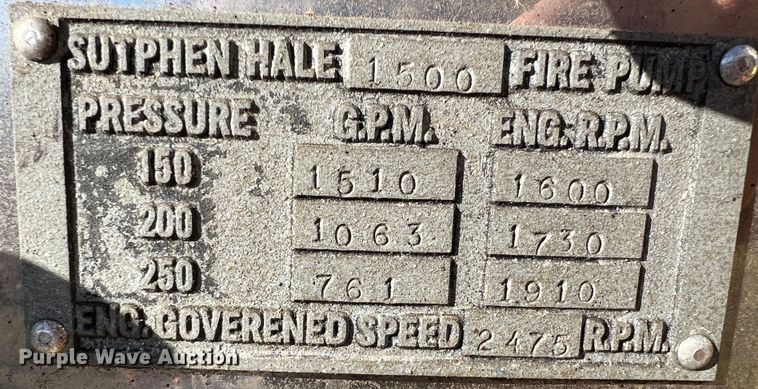 SUTPHEN HALE 1500 FIRE PUMP
PRESSURE G.P.M. ENG. R.P.M.
150 1510 1600
200 1063 1730
250 761 1910
ENG. GOVERENED SPEED 2475 R.P.M.
Purple Wave Auction